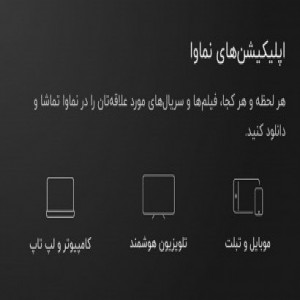 اپلیکیشن‌های نماوا
هر لحظه و هر کجا، فیلم‌ها و سریال‌های مورد علاقه‌تان را در نماوا تماشا و
دانلود کنید.
موبایل و تبلت
تلویزیون هوشمند
کامپیوتر و لپ تاپ